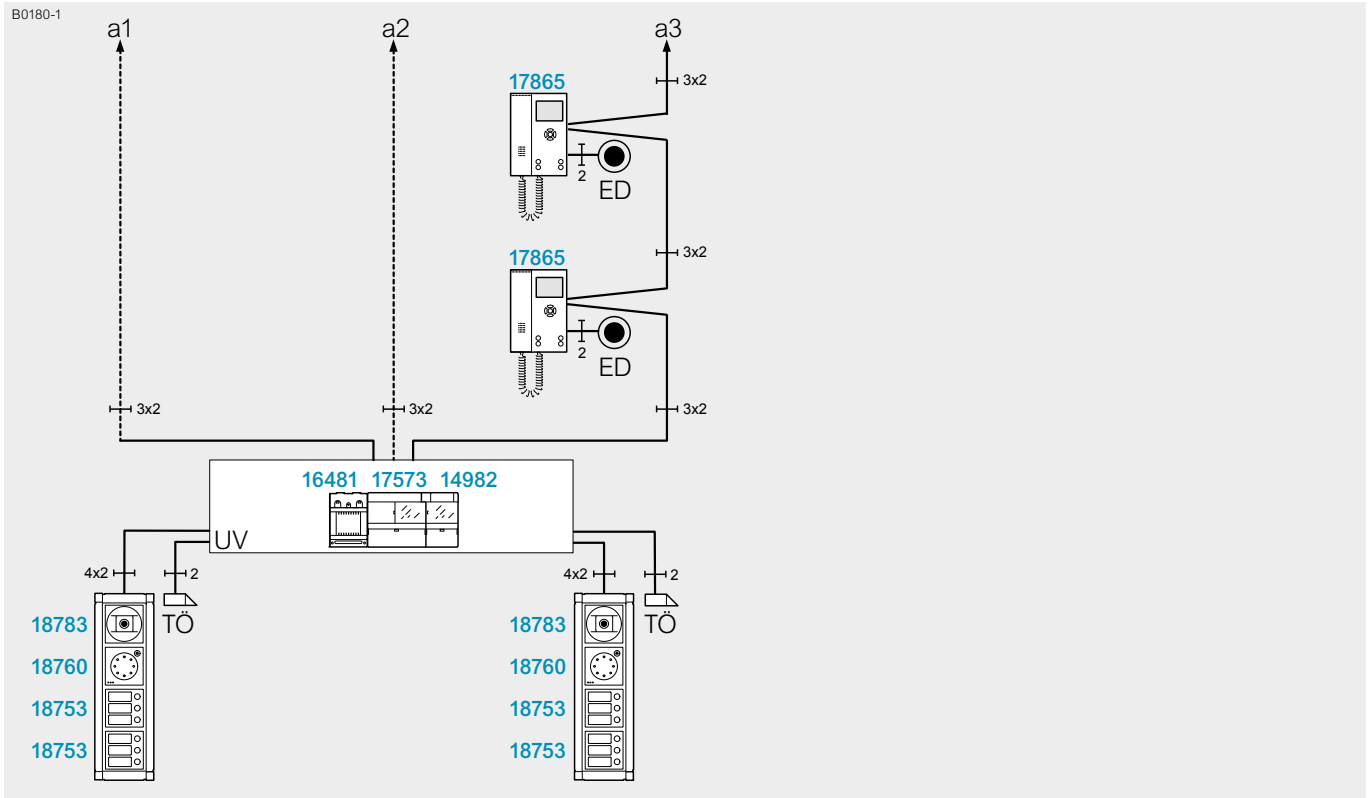 B0180-1
a1 a2 a3
3x2
17865
2
ED
3x2
17865
2
ED
3x2 3x2 3x2
16481 17573 14982
UV
4x2 2 4x2 2
18783 TÖ 18783 TÖ
18760 18760
18753 18753
18753 18753